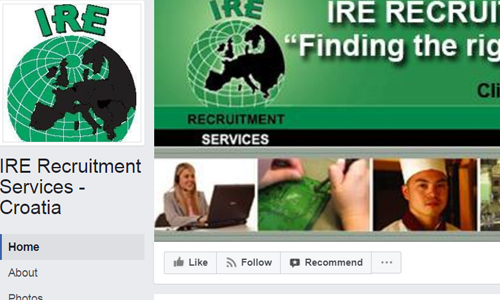 IRE
IRE
IRE RECRUI
"Finding the rig
Cli
RECRUITMENT
SERVICES
IRE Recruitment
Services -
Croatia
Home
About
Photos
Like
Follow
Recommend